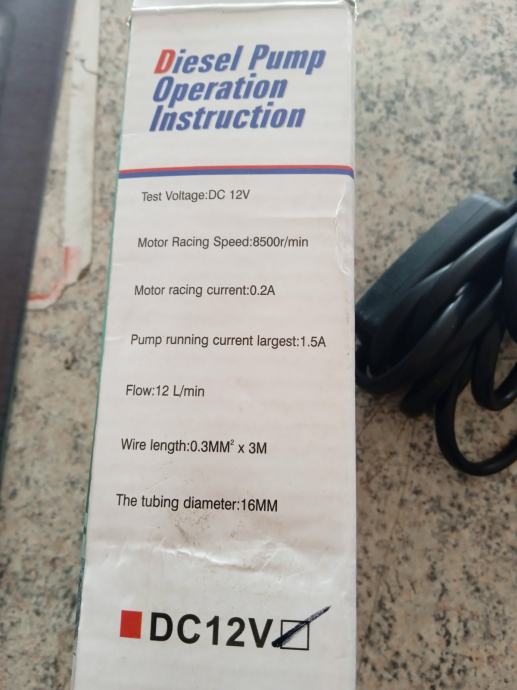 Diesel Pump
Operation
Instruction
Test Voltage:DC 12V
Motor Racing Speed:8500r/min
Motor racing current:0.2A
Pump running current largest:1.5A
Flow:12 L/min
Wire length:0.3MM² x 3M
The tubing diameter:16MM
DC12V